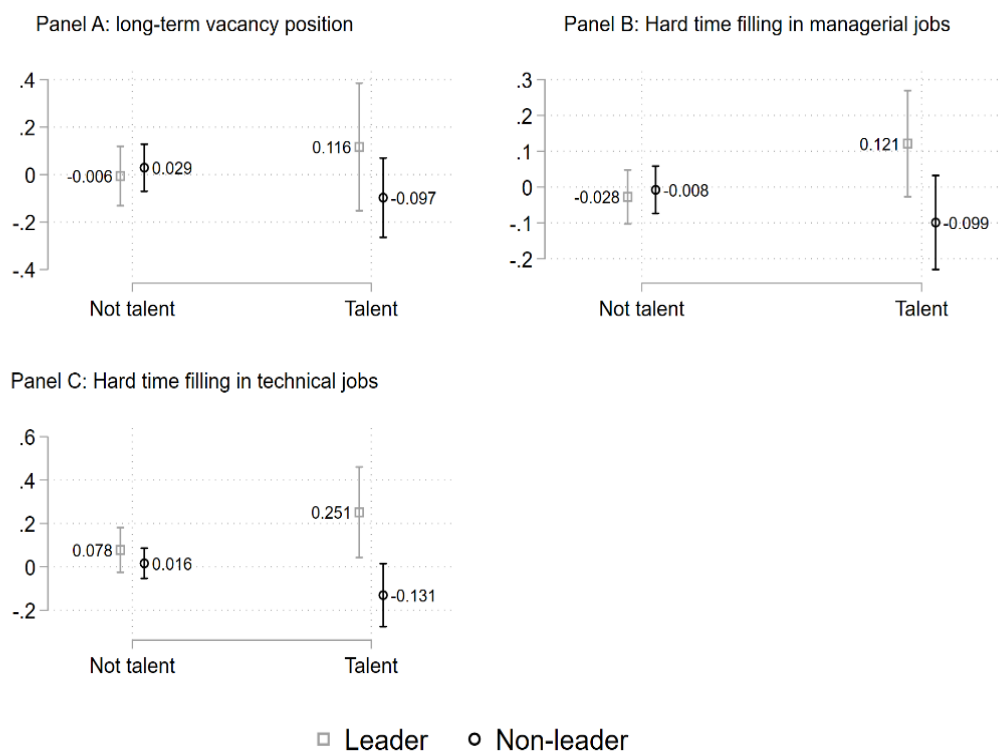 Panel A: long-term vacancy position
.4
.2
0
-.2
-.4
-0.006
0.029
0.116
-0.097
Not talent
Talent
Panel B: Hard time filling in managerial jobs
.3
.2
.1
0
-.1
-.2
-0.028
-0.008
0.121
-0.099
Not talent
Talent
Panel C: Hard time filling in technical jobs
.6
.4
.2
0
-.2
0.078
0.016
0.251
-0.131
Not talent
Talent
Leader
Non-leader